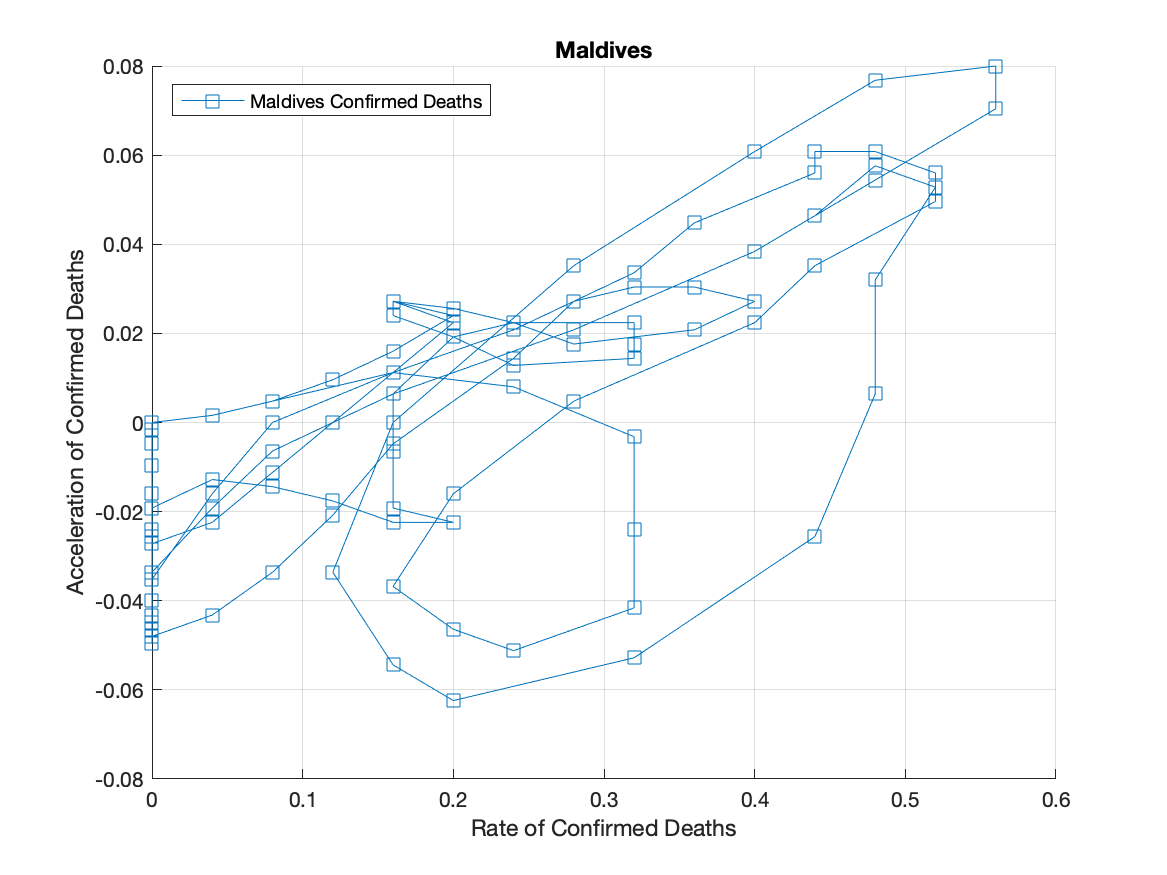 Maldives
Maldives Confirmed Deaths
0.08
0.06
0.04
0.02
0
-0.02
-0.04
-0.06
-0.08
Acceleration of Confirmed Deaths
0 0.1 0.2 0.3 0.4 0.5 0.6
Rate of Confirmed Deaths